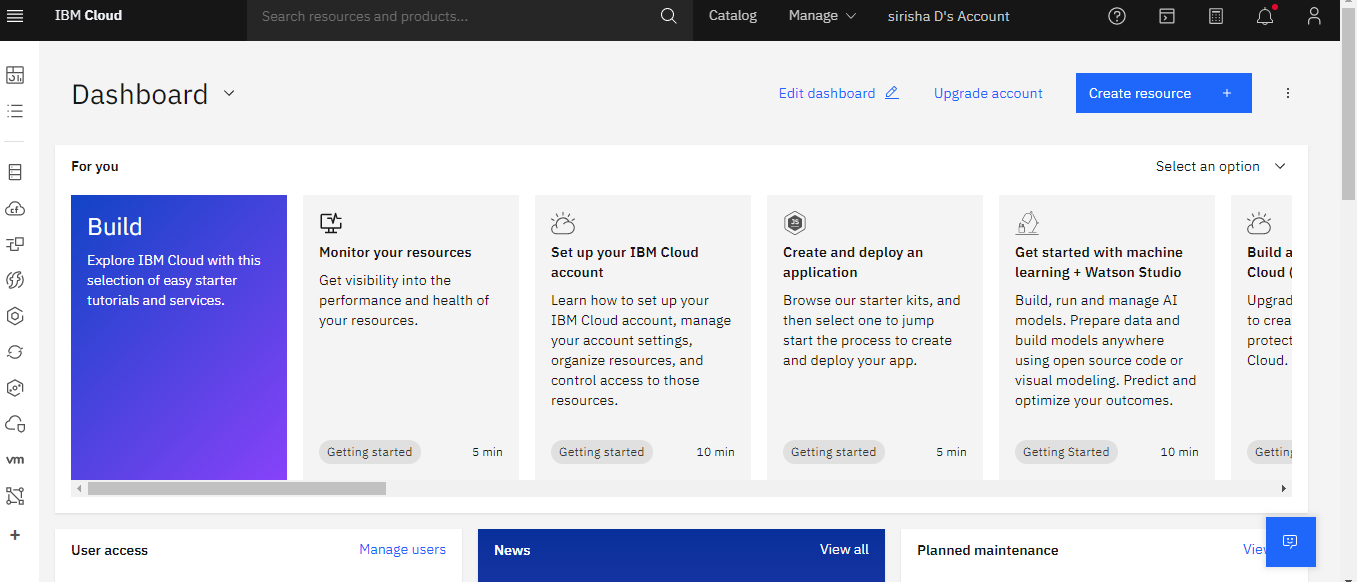 IBM Cloud
Search resources and products...
Catalog
Manage
sirisha D's Account
Dashboard
Edit dashboard
Upgrade account
Create resource +
For you
Select an option
Build
Explore IBM Cloud with this
selection of easy starter
tutorials and services.
Monitor your resources
Get visibility into the
performance and health of
your resources.
Getting started
5 min
Set up your IBM Cloud
account
Learn how to set up your
IBM Cloud account, manage
your account settings,
organize resources, and
control access to those
resources.
Getting started
10 min
JS
Create and deploy an
application
Browse our starter kits, and
then select one to jump
start the process to create
and deploy your app.
Getting started
5 min
Get started with machine
learning + Watson Studio
Build, run and manage AI
models. Prepare data and
build models anywhere
using open source code or
visual modeling. Predict and
optimize your outcomes.
Getting Started
10 min
Build a
Cloud (
Upgrad
to crea
protect
Cloud.
Getting
cf
vm
+
User access
Manage users
News
View all
Planned maintenance
View